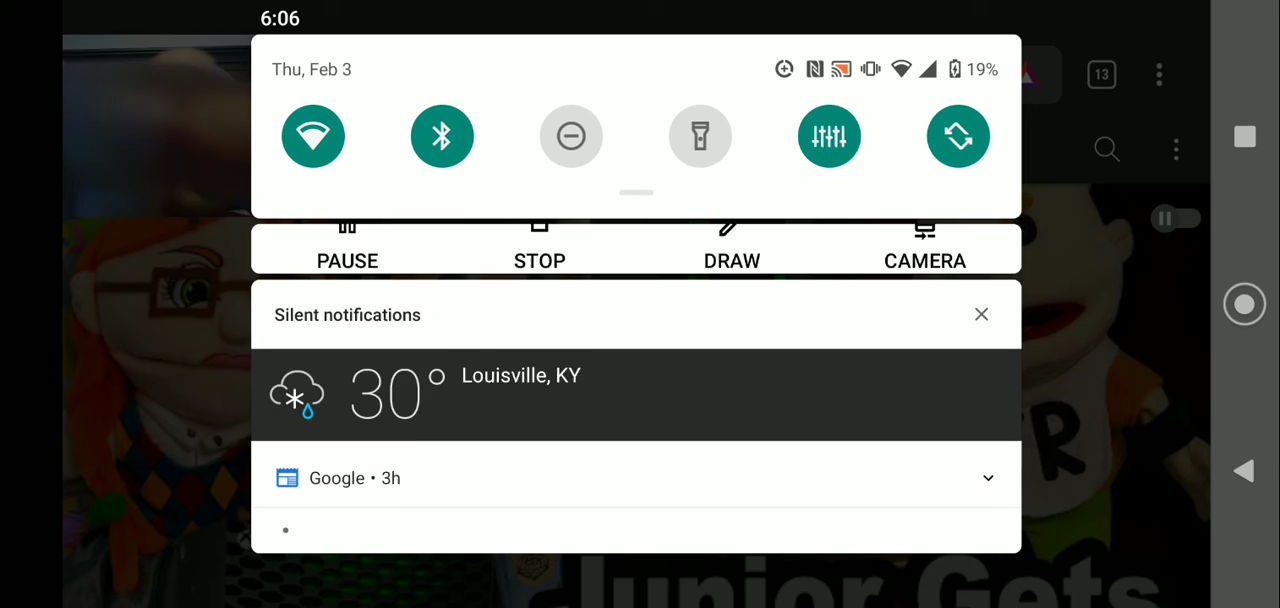 6:06
Thu, Feb 3
19%
13
PAUSE STOP DRAW CAMERA
Silent notifications
30° Louisville, KY
Google • 3h
R
Junior Gets